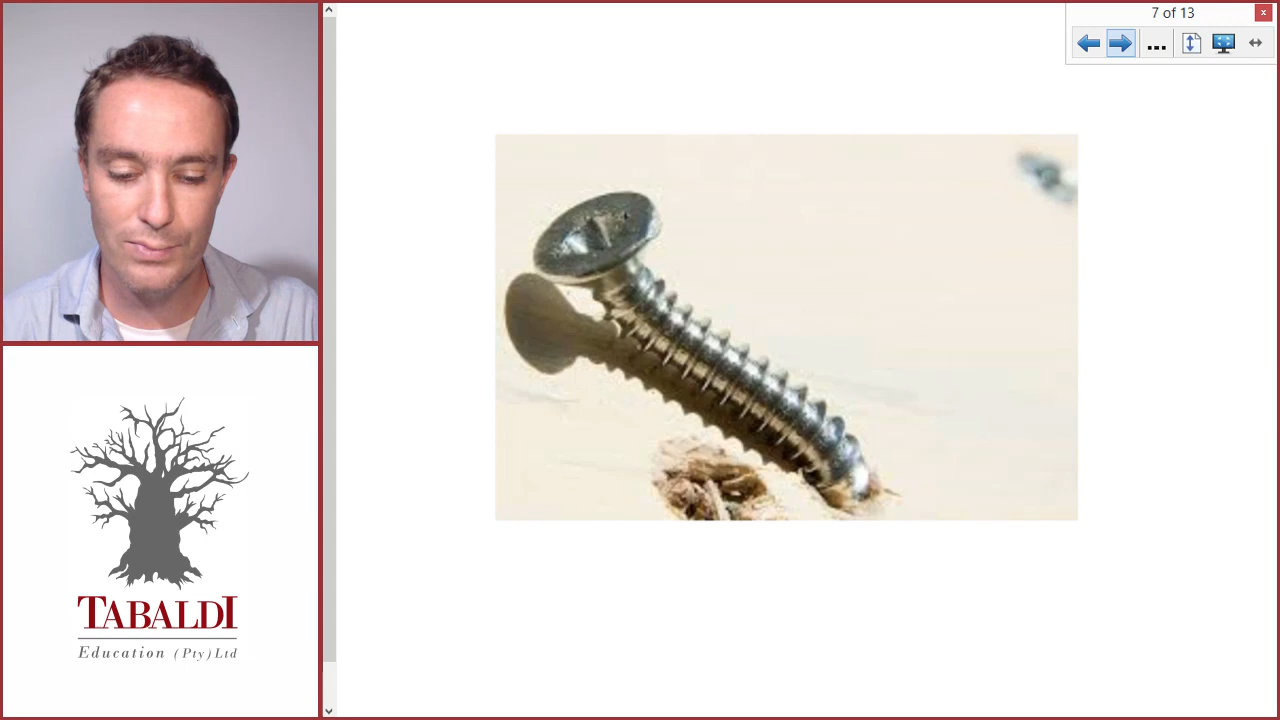 7 of 13
x
...
TABALDI
Education (Pty) Ltd